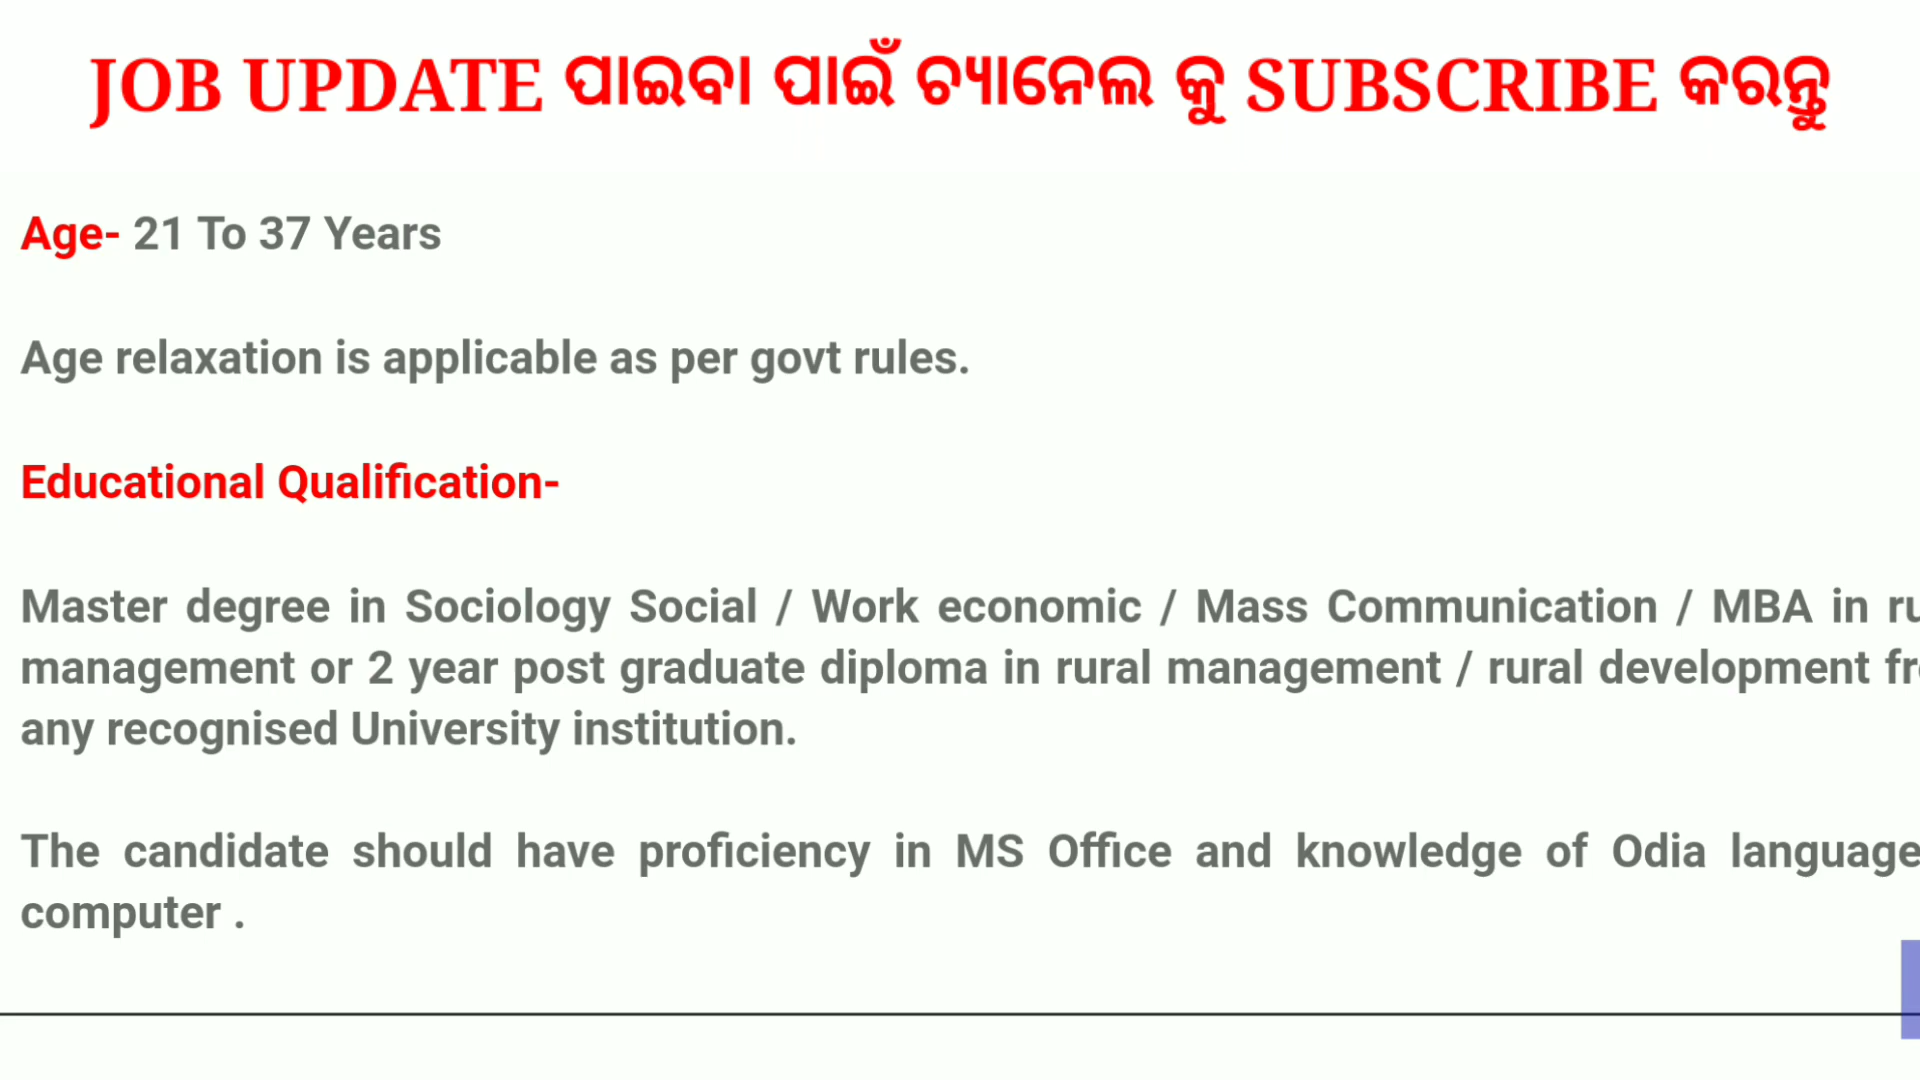 JOB UPDATE ପାଇବା ପାଇଁ ଚ୍ୟାନେଲ କୁ SUBSCRIBE କରନ୍ତୁ
Age- 21 To 37 Years
Age relaxation is applicable as per govt rules.
Educational Qualification-
Master degree in Sociology Social / Work economic / Mass Communication / MBA in
management or 2 year post graduate diploma in rural management / rural development
any recognised University institution.
The candidate should have proficiency in MS Office and knowledge of Odia language
computer .